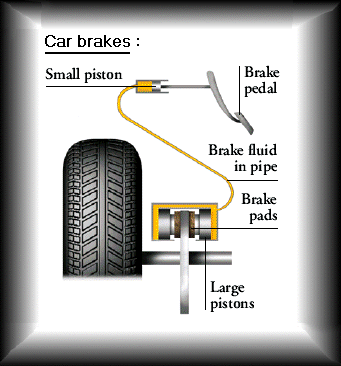 Car brakes :
Small piston
Brake
pedal
Brake fluid
in pipe
Brake
pads
Large
pistons